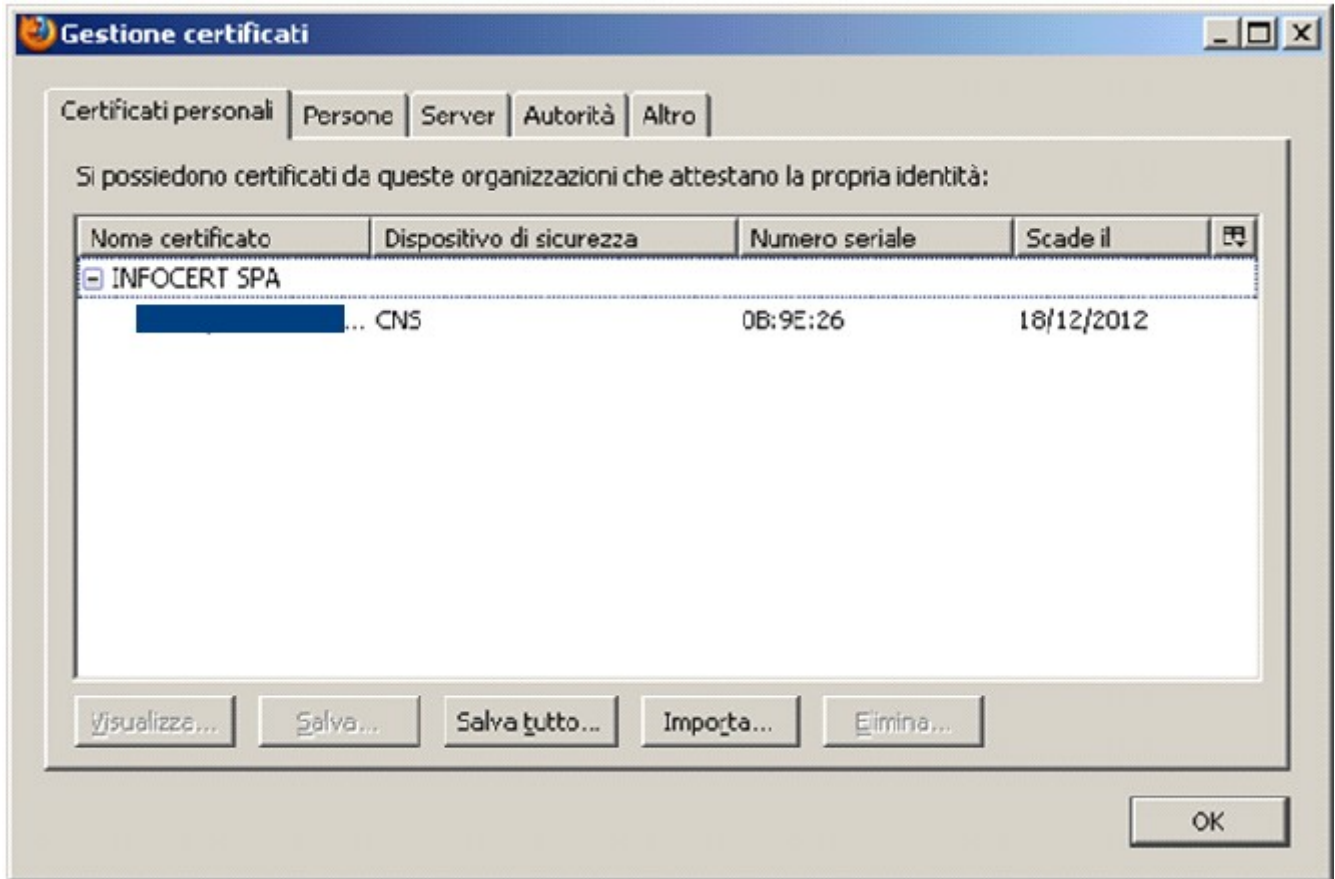 Gestione certificati
Certificati personali Persone Server Autorità Altro
Si possiedono certificati da queste organizzazioni che attestano la propria identità:
Nome certificato Dispositivo di sicurezza Numero seriale Scade il
INFOCERT SPA
... CNS 0B:9E:26 18/12/2012
Visualizza... Salva... Salva tutto... Importa... Elimina...
OK